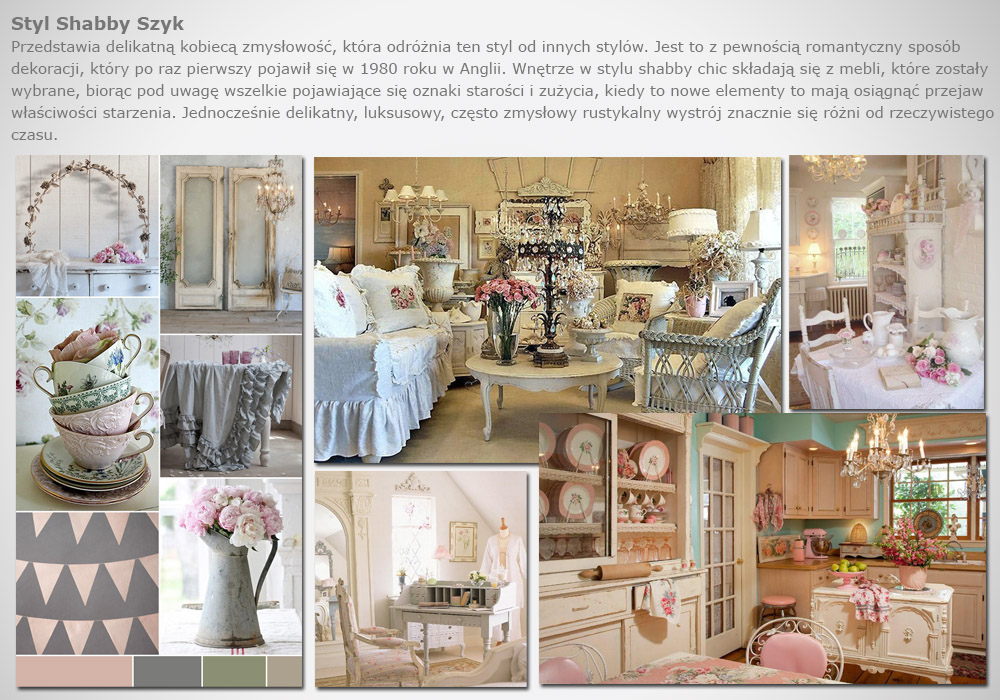 Styl Shabby Szyk
Przedstawia delikatną kobiecą zmysłowość, która odróżnia ten styl od innych stylów. Jest to z pewnością romantyczny sposób
dekoracji, który po raz pierwszy pojawił się w 1980 roku w Anglii. Wnętrze w stylu shabby chic składają się z mebli, które zostały
wybrane, biorąc pod uwagę wszelkie pojawiające się oznaki starości i zużycia, kiedy to nowe elementy to mają osiągnąć przejaw
właściwości starzenia. Jednocześnie delikatny, luksusowy, często zmysłowy rustykalny wystrój znacznie się różni od rzeczywistego
czasu.